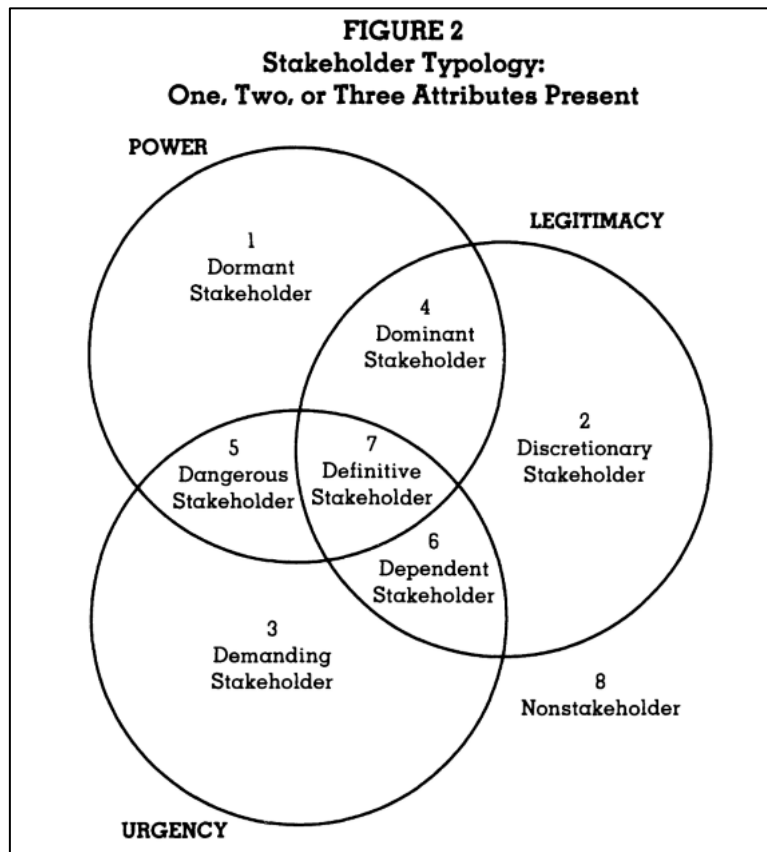 FIGURE 2
Stakeholder Typology:
One, Two, or Three Attributes Present
POWER
LEGITIMACY
1
Dormant
Stakeholder
4
Dominant
Stakeholder
2
Discretionary
Stakeholder
5
Dangerous
Stakeholder
7
Definitive
Stakeholder
6
Dependent
Stakeholder
3
Demanding
Stakeholder
8
Nonstakeholder
URGENCY